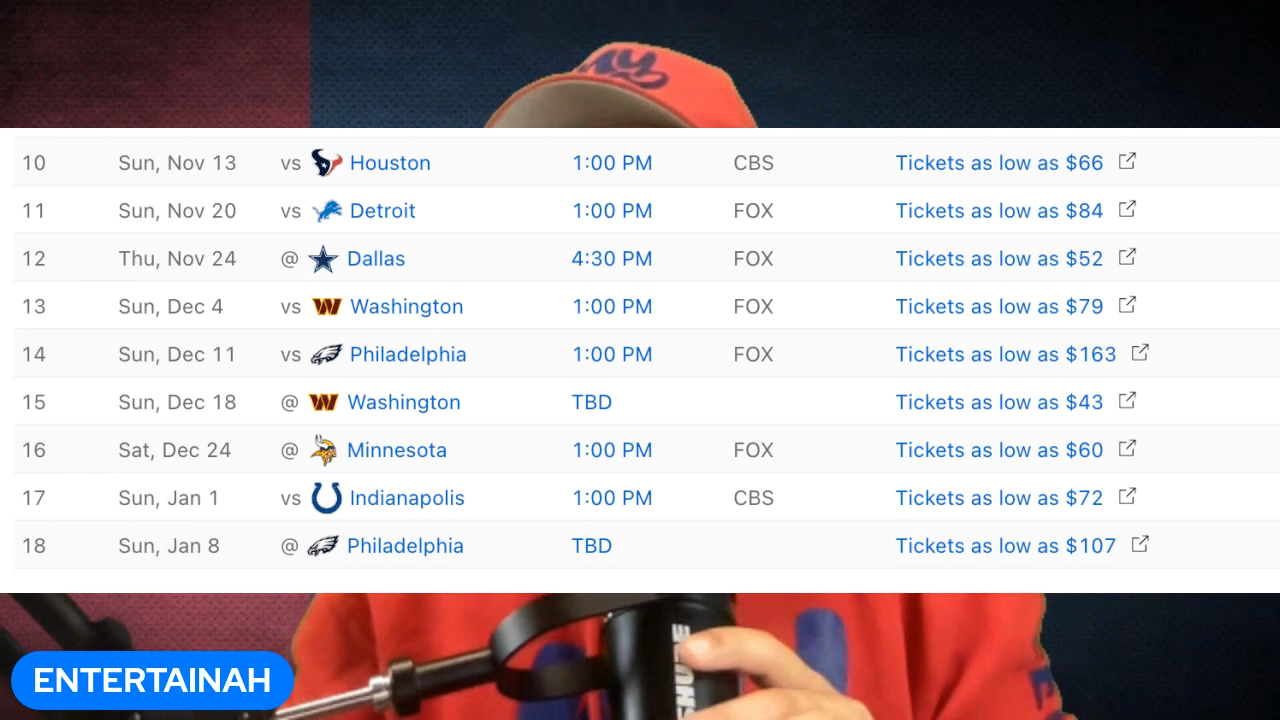 NY
10 Sun, Nov 13 vs Houston 1:00 PM CBS Tickets as low as $66
11 Sun, Nov 20 vs Detroit 1:00 PM FOX Tickets as low as $84
12 Thu, Nov 24 @ Dallas 4:30 PM FOX Tickets as low as $52
13 Sun, Dec 4 vs Washington 1:00 PM FOX Tickets as low as $79
14 Sun, Dec 11 vs Philadelphia 1:00 PM FOX Tickets as low as $163
15 Sun, Dec 18 @ Washington TBD Tickets as low as $43
16 Sat, Dec 24 @ Minnesota 1:00 PM FOX Tickets as low as $60
17 Sun, Jan 1 vs Indianapolis 1:00 PM CBS Tickets as low as $72
18 Sun, Jan 8 @ Philadelphia TBD Tickets as low as $107
SHURE
ENTERTAINAH